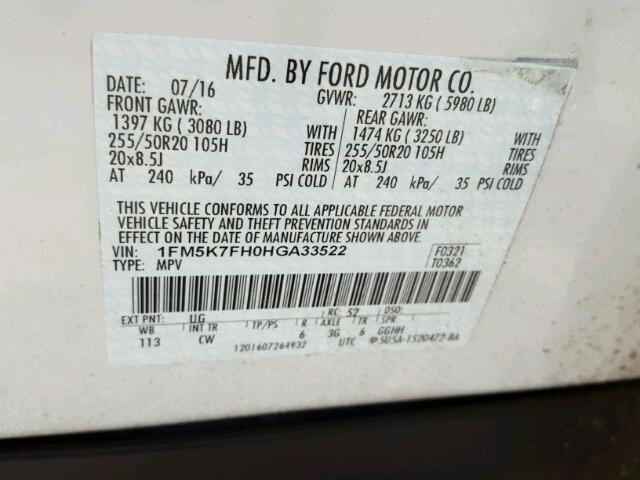 MFD. BY FORD MOTOR CO.
DATE: 07/16 GVWR: 2713 KG ( 5980 LB)
FRONT GAWR: REAR GAWR:
1397 KG ( 3080 LB) WITH 1474 KG ( 3250 LB) WITH
255/50R20 105H TIRES 255/50R20 105H TIRES
20x8.5J RIMS 20x8.5J RIMS
AT 240 kPa/ 35 PSI COLD AT 240 kPa/ 35 PSI COLD
THIS VEHICLE CONFORMS TO ALL APPLICABLE FEDERAL MOTOR
VEHICLE SAFETY AND THEFT PREVENTION STANDARDS IN
EFFECT ON THE DATE OF MANUFACTURE SHOWN ABOVE.
VIN: 1FM5K7FH0HGA33522 F0321
TYPE: MPV T0362
EXT PNT: UG RC: 52 DSO:
WB INT TR TP/PS R AXLE TR SPR
113 CW 6 3G 6 GGHH
1201607264932 UTC SUSA-1520472-BA